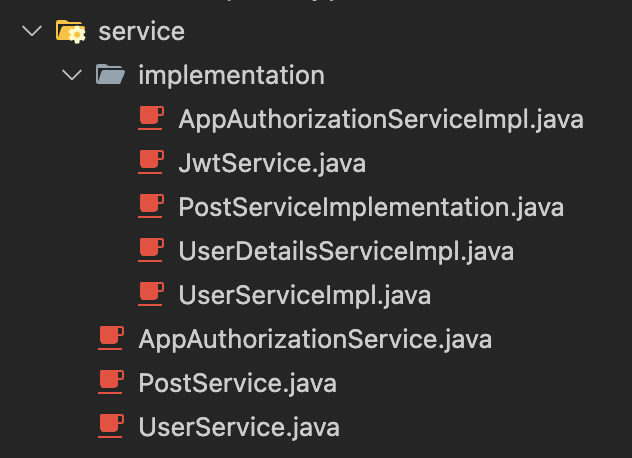 service
implementation
AppAuthorizationServiceImpl.java
JwtService.java
PostServiceImplementation.java
UserDetailsServiceImpl.java
UserServiceImpl.java
AppAuthorizationService.java
PostService.java
UserService.java